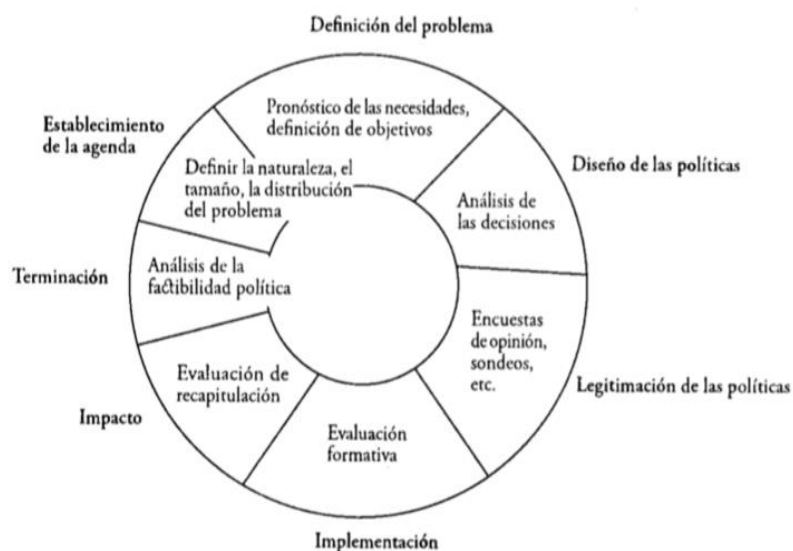 Definición del problema
Pronóstico de las necesidades,
definición de objetivos
Establecimiento
de la agenda
Definir la naturaleza, el
tamaño, la distribución
del problema
Diseño de las políticas
Análisis de
las decisiones
Terminación
Análisis de la
factibilidad política
Encuestas
de opinión,
sondeos,
etc.
Legitimación de las políticas
Evaluación de
recapitulación
Impacto
Evaluación
formativa
Implementación